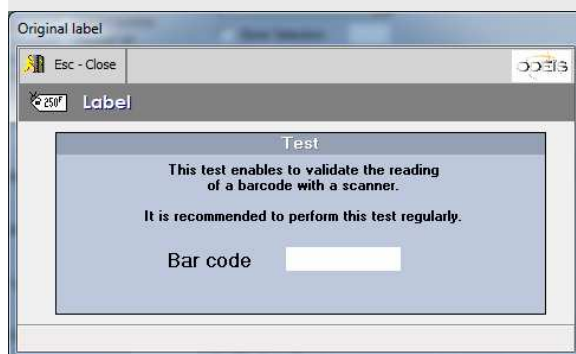 Original label
Esc - Close
250F Label
Test
This test enables to validate the reading
of a barcode with a scanner.
It is recommended to perform this test regularly.
Bar code